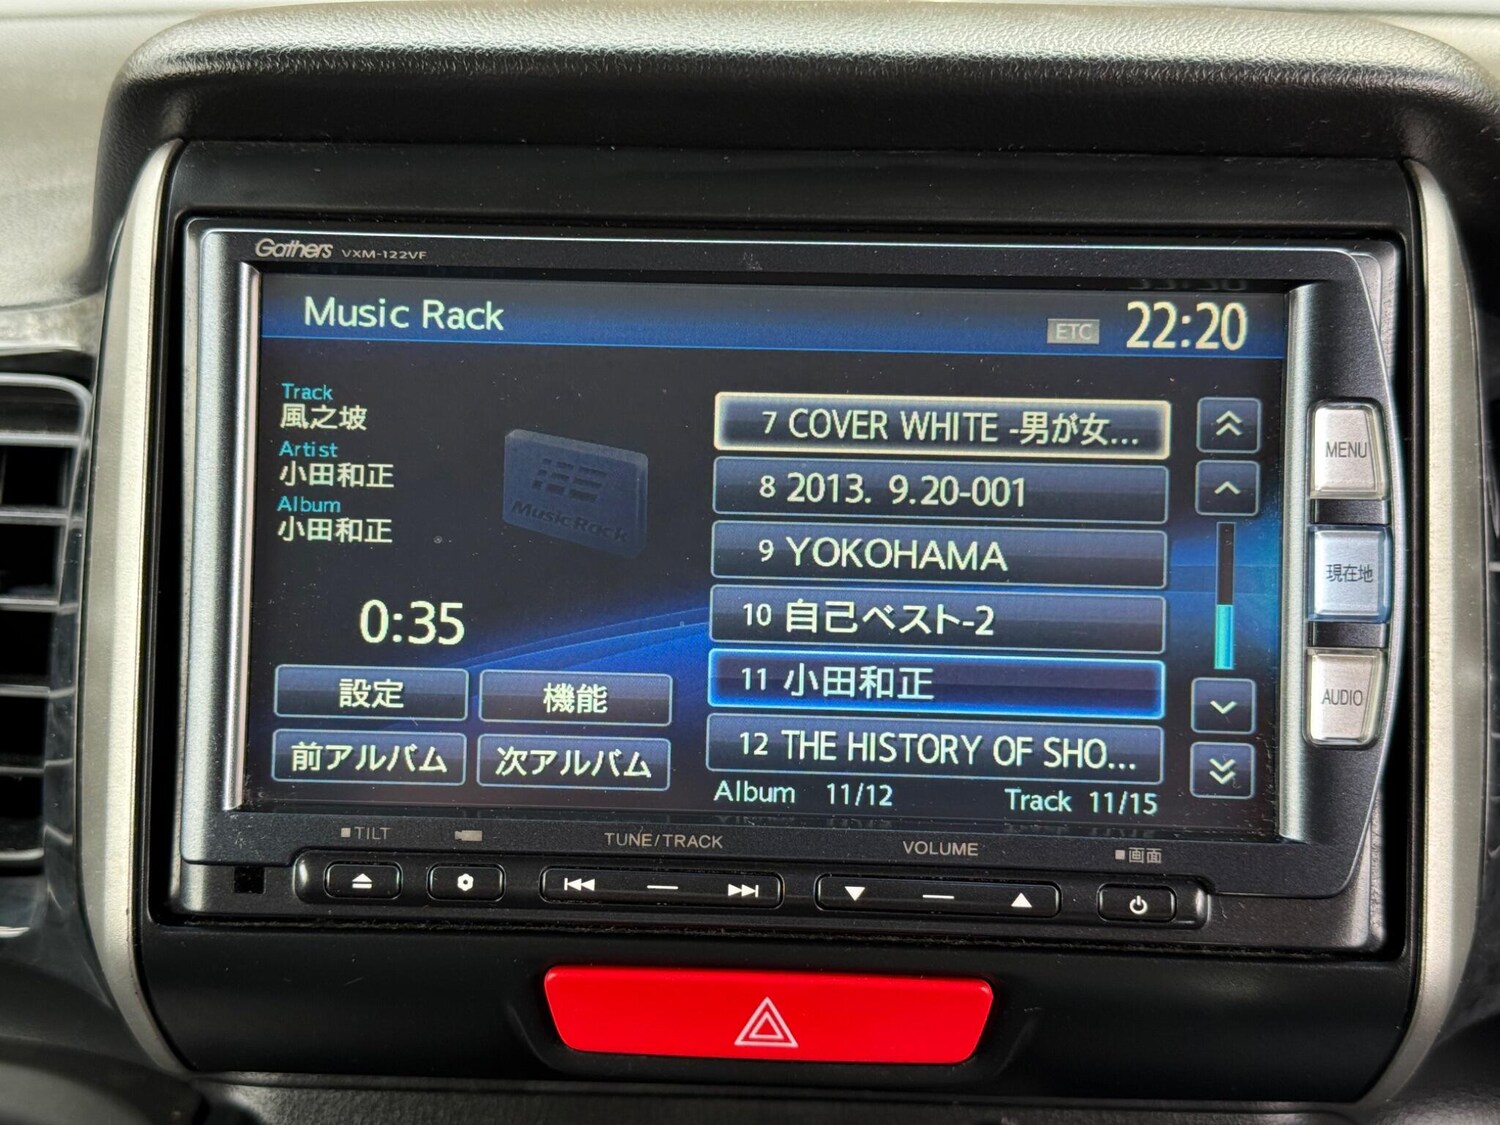 Gathers VXM-122VF
Music Rack
ETC 22:20
Track
風之坡
Artist
小田和正
Album
小田和正
Music Rack
0:35
設定
機能
前アルバム
次アルバム
7 COVER WHITE -男が女...
8 2013. 9.20-001
9 YOKOHAMA
10 自己ベスト-2
11 小田和正
12 THE HISTORY OF SHO...
Album 11/12
Track 11/15
MENU
現在地
AUDIO
TILT
TUNE/TRACK
VOLUME
画面